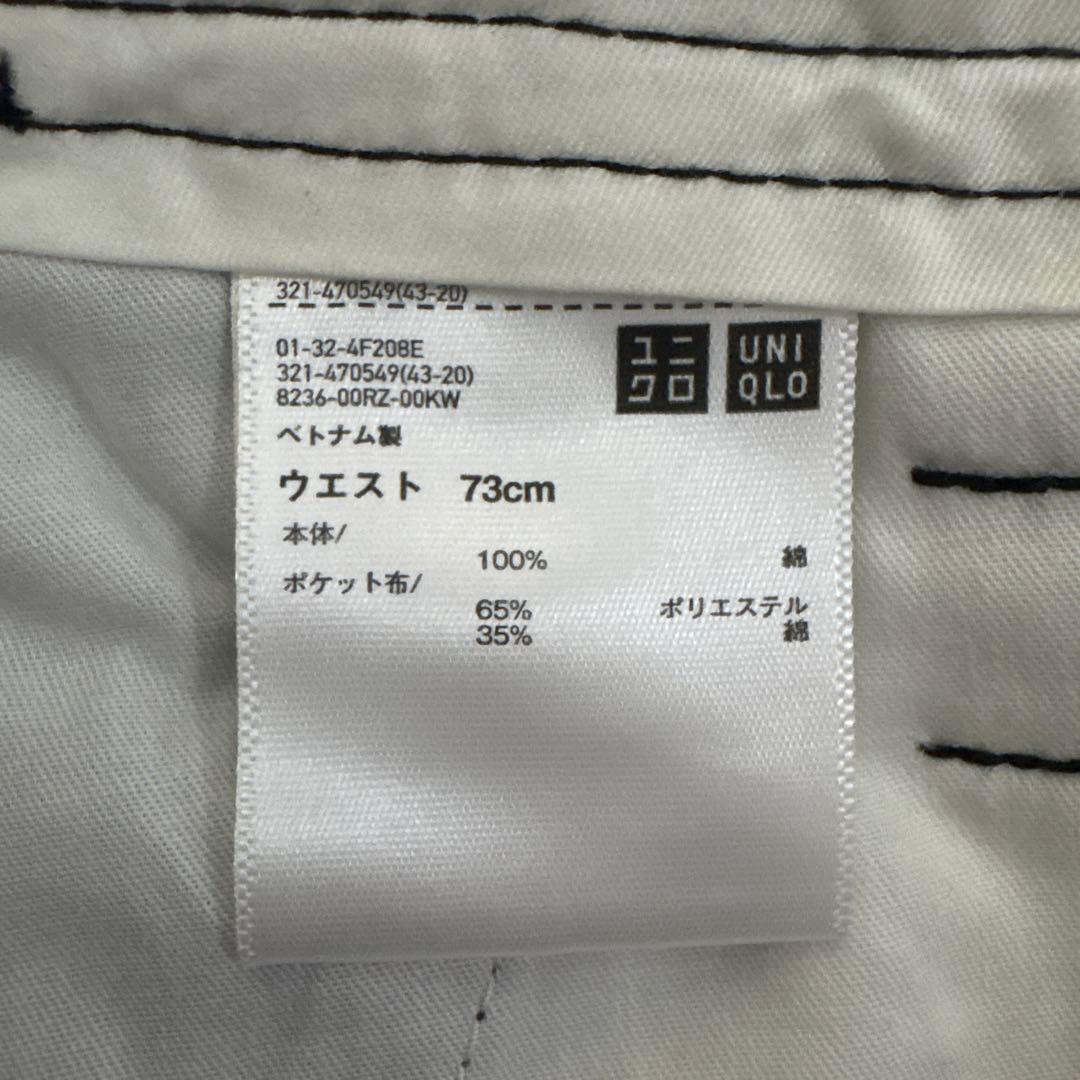 321-470549(43-20)
01-32-4F208E
321-470549(43-20)
8236-00RZ-00KW
ユニ
クロ
UNI
QLO
ベトナム製
ウエスト 73cm
本体/
100% 綿
ポケット布/
65% ポリエステル
35% 綿